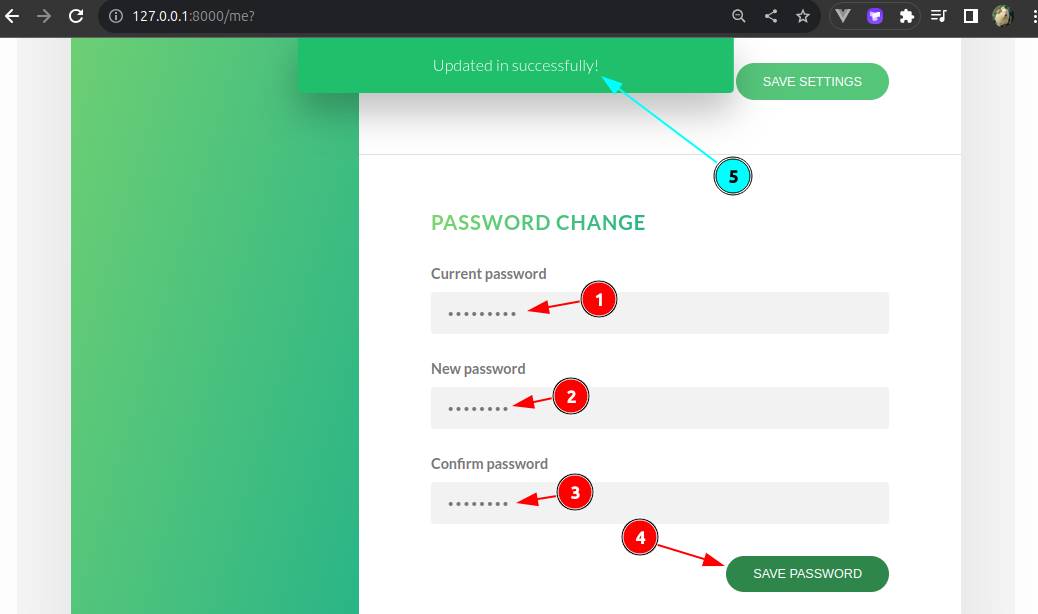 127.0.0.1:8000/me?
Updated in successfully!
SAVE SETTINGS
5
PASSWORD CHANGE
Current password
••••••••• 1
New password
•••••••• 2
Confirm password
•••••••• 3
4
SAVE PASSWORD